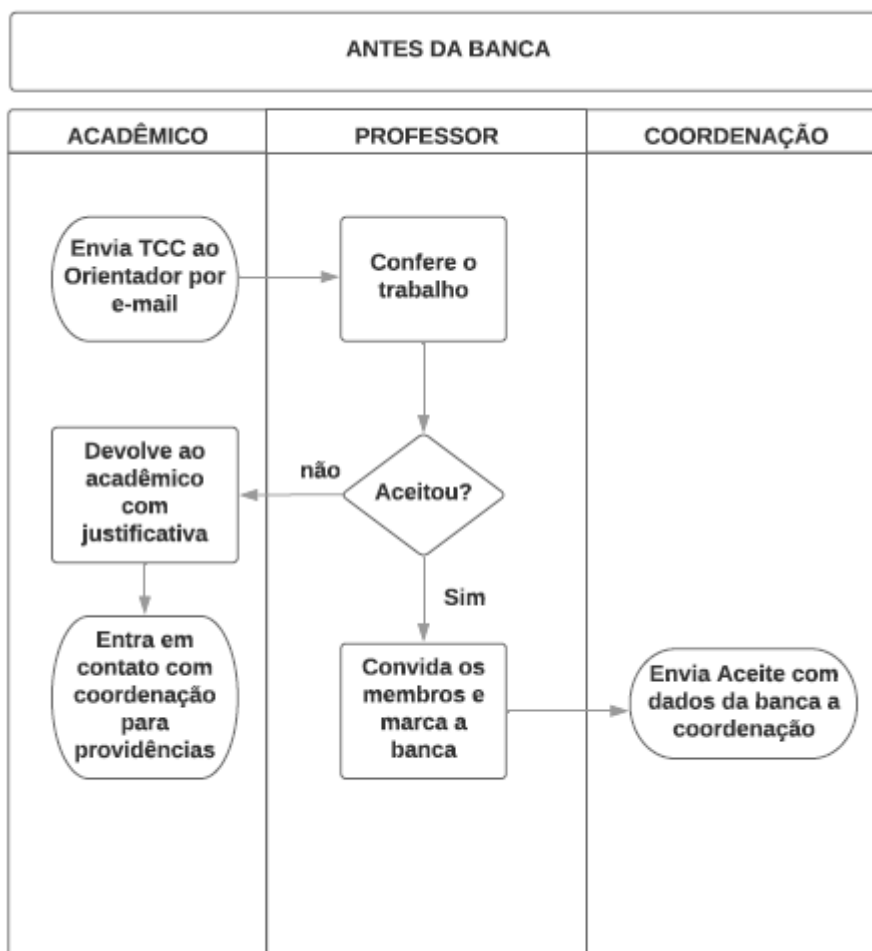 ANTES DA BANCA
ACADÊMICO
PROFESSOR
COORDENAÇÃO
Envia TCC ao
Orientador por
e-mail
Confere o
trabalho
Aceitou?
não
Devolve ao
acadêmico
com
justificativa
Entra em
contato com
coordenação
para
providências
Sim
Convida os
membros e
marca a
banca
Envia Aceite com
dados da banca a
coordenação